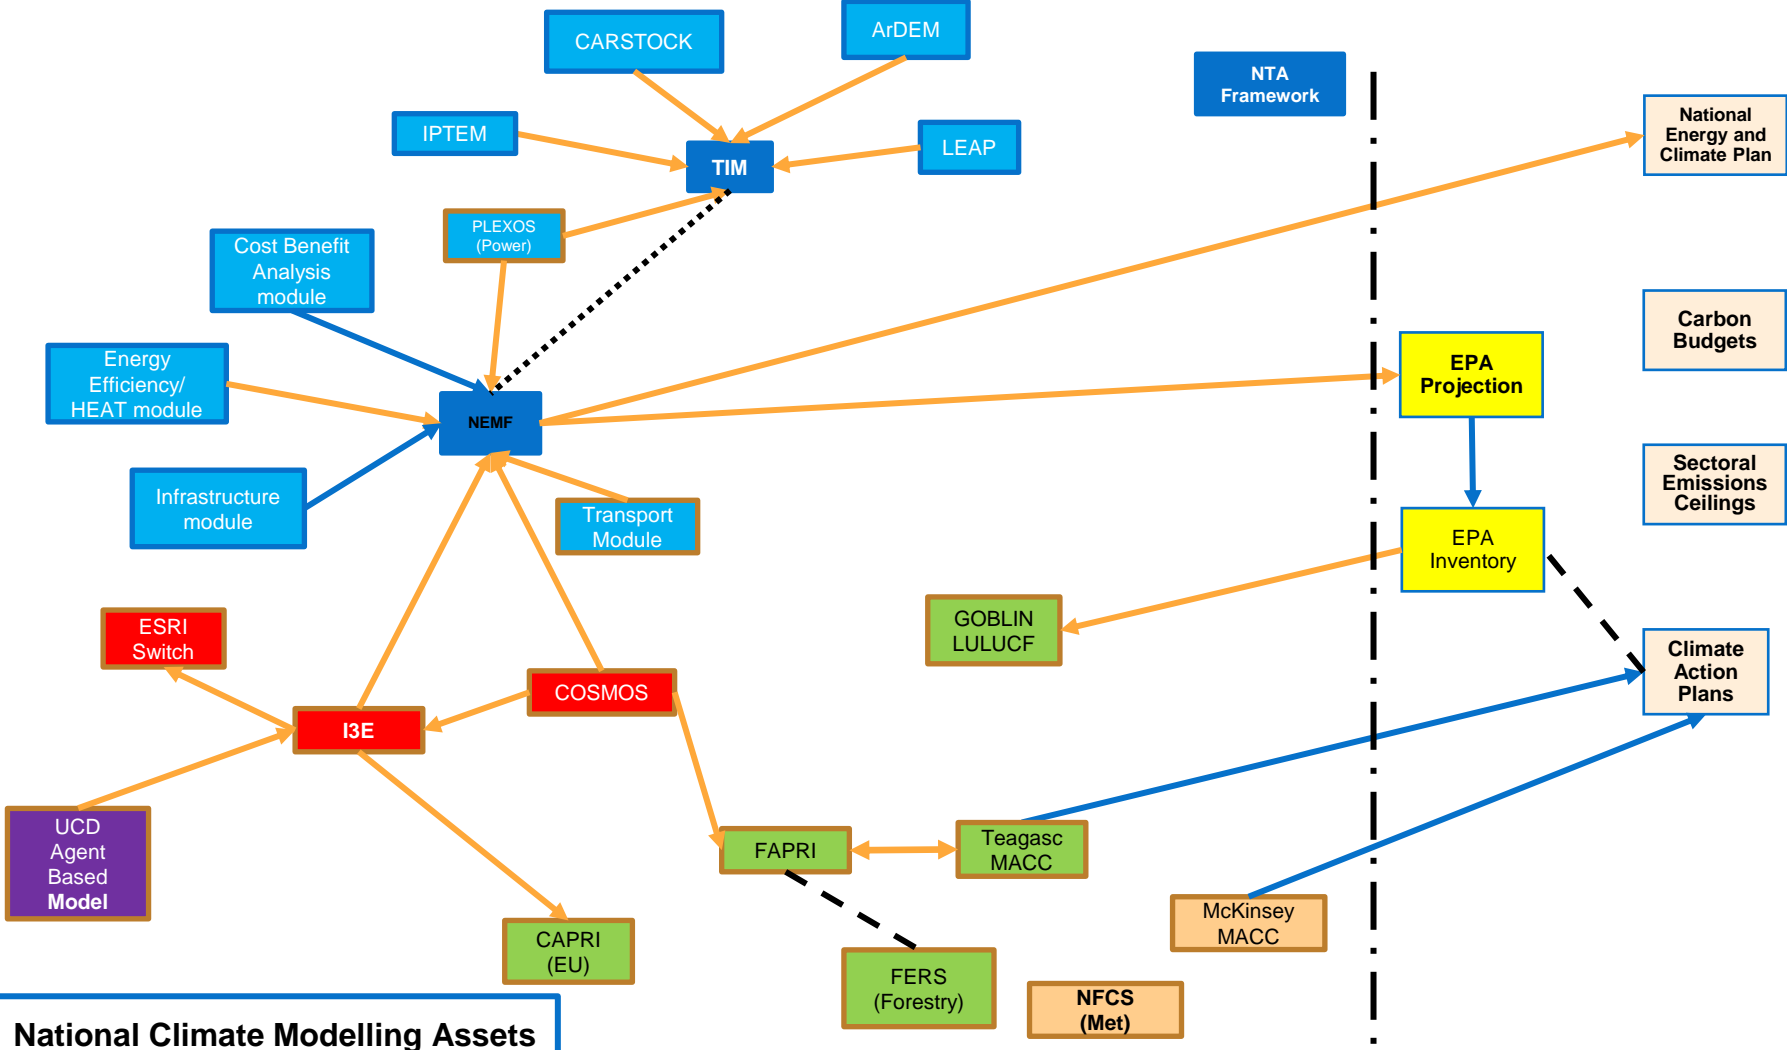 CARSTOCK
ArDEM
NTA
Framework
National
Energy and
Climate Plan
IPTEM
LEAP
TIM
PLEXOS
(Power)
Cost Benefit
Analysis
module
Carbon
Budgets
Energy
Efficiency/
HEAT module
EPA
Projection
NEMF
Sectoral
Emissions
Ceilings
Infrastructure
module
Transport
Module
EPA
Inventory
GOBLIN
LULUCF
ESRI
Switch
Climate
Action
Plans
COSMOS
I3E
UCD
Agent
Based
Model
FAPRI
Teagasc
MACC
McKinsey
MACC
CAPRI
(EU)
FERS
(Forestry)
NFCS
(Met)
National Climate Modelling Assets